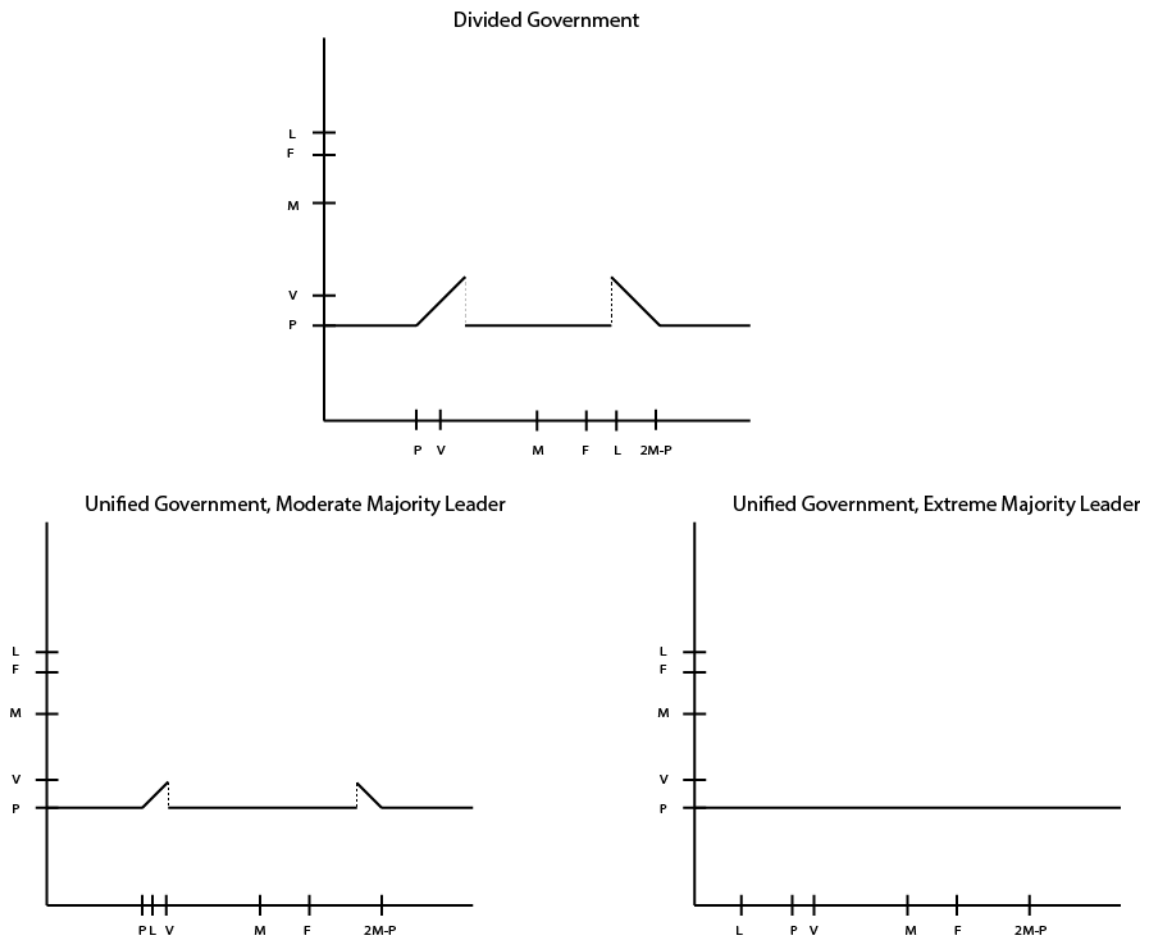 Divided Government
L
F
M
V
P
P V M F L 2M-P
Unified Government, Moderate Majority Leader
L
F
M
V
P
P L V M F 2M-P
Unified Government, Extreme Majority Leader
L
F
M
V
P
L P V M F 2M-P